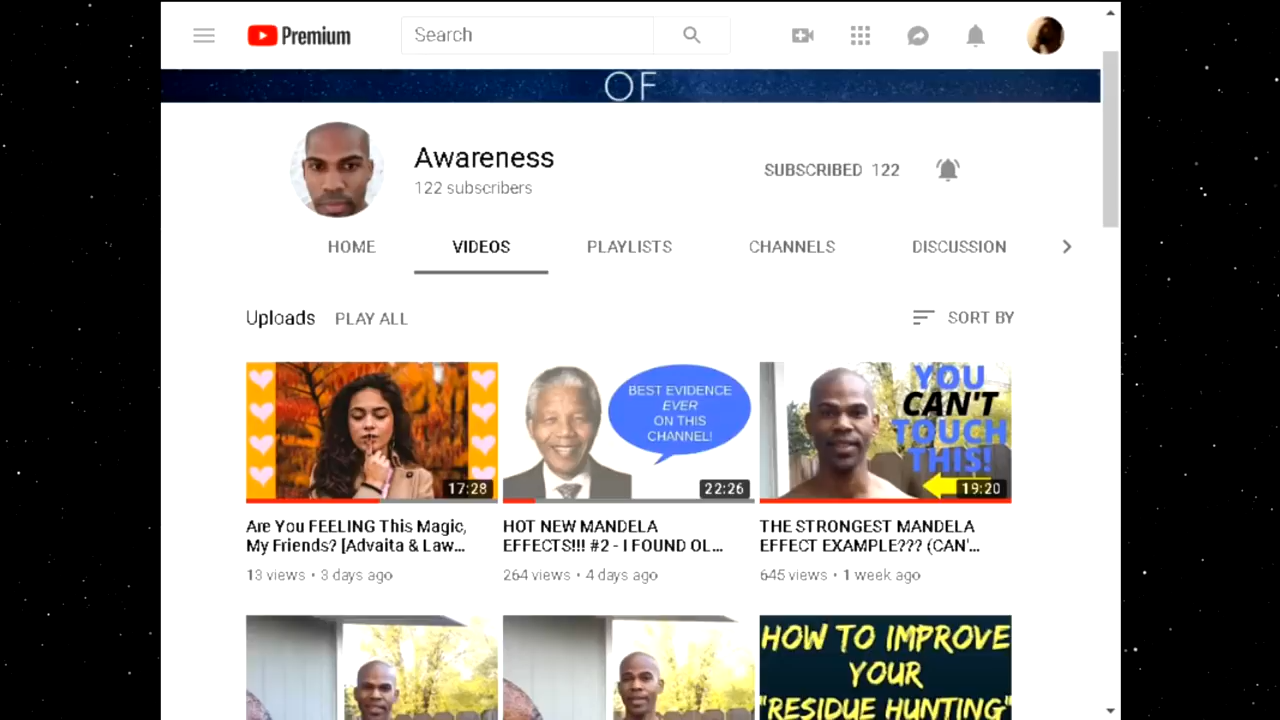 Premium
Search
OF
Awareness
122 subscribers
SUBSCRIBED 122
HOME
VIDEOS
PLAYLISTS
CHANNELS
DISCUSSION
Uploads
PLAY ALL
SORT BY
BEST EVIDENCE
EVER
ON THIS
CHANNEL!
YOU
CAN'T
TOUCH
THIS!
17:28
22:26
19:20
Are You FEELING This Magic,
My Friends? [Advaita & Law...
13 views • 3 days ago
HOT NEW MANDELA
EFFECTS!!! #2 - I FOUND OL...
264 views • 4 days ago
THE STRONGEST MANDELA
EFFECT EXAMPLE??? (CAN'...
645 views • 1 week ago
HOW TO IMPROVE
YOUR
"RESIDUE HUNTING"